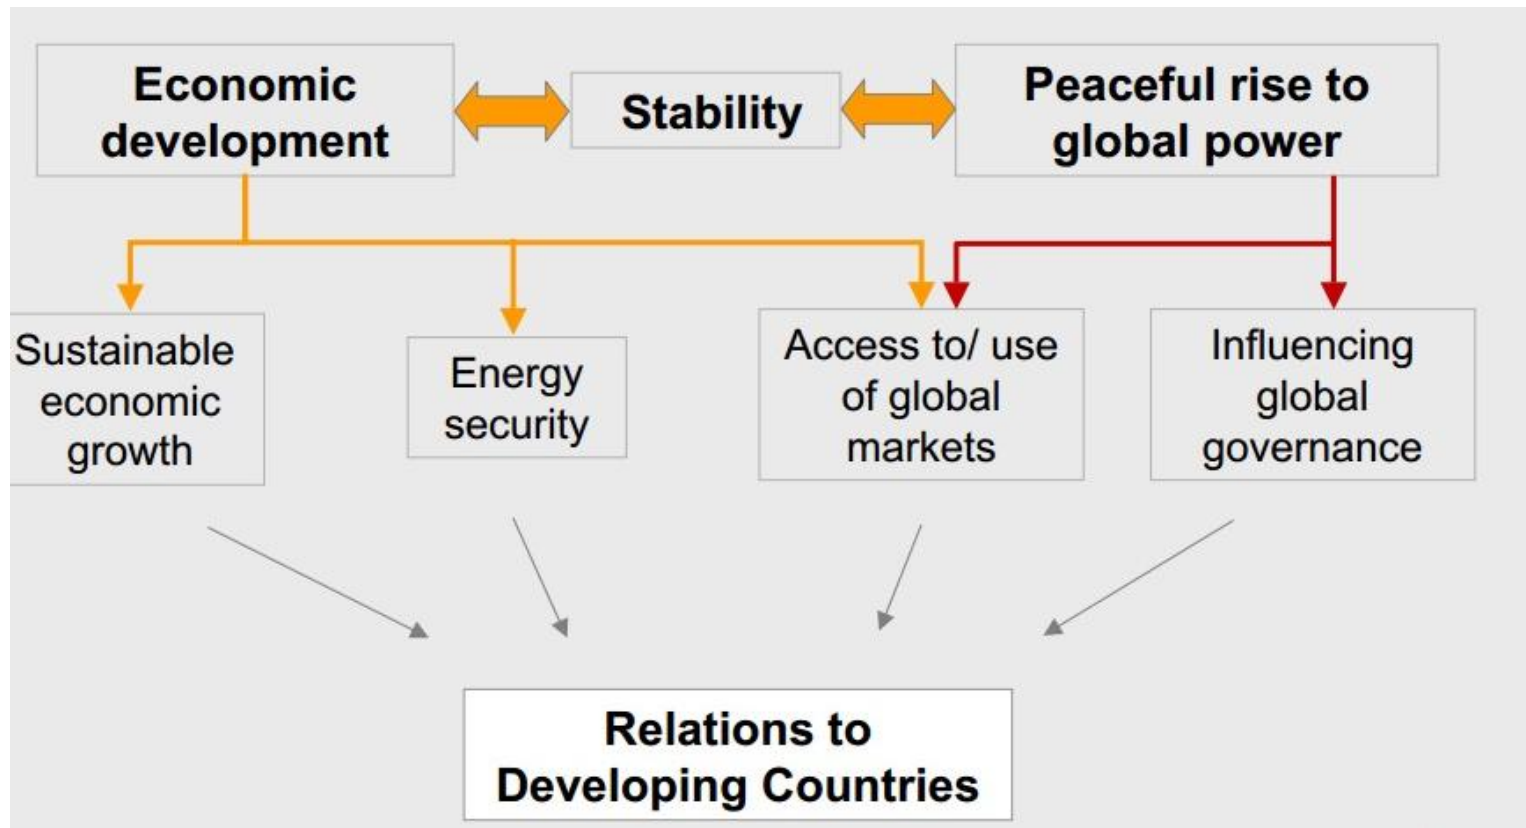 Economic
development
Stability
Peaceful rise to
global power
Sustainable
economic
growth
Energy
security
Access to/ use
of global
markets
Influencing
global
governance
Relations to
Developing Countries